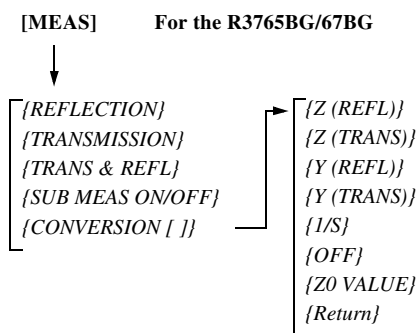 [MEAS] For the R3765BG/67BG
{REFLECTION}
{TRANSMISSION}
{TRANS & REFL}
{SUB MEAS ON/OFF}
{CONVERSION [ ]}
{Z (REFL)}
{Z (TRANS)}
{Y (REFL)}
{Y (TRANS)}
{1/S}
{OFF}
{Z0 VALUE}
{Return}